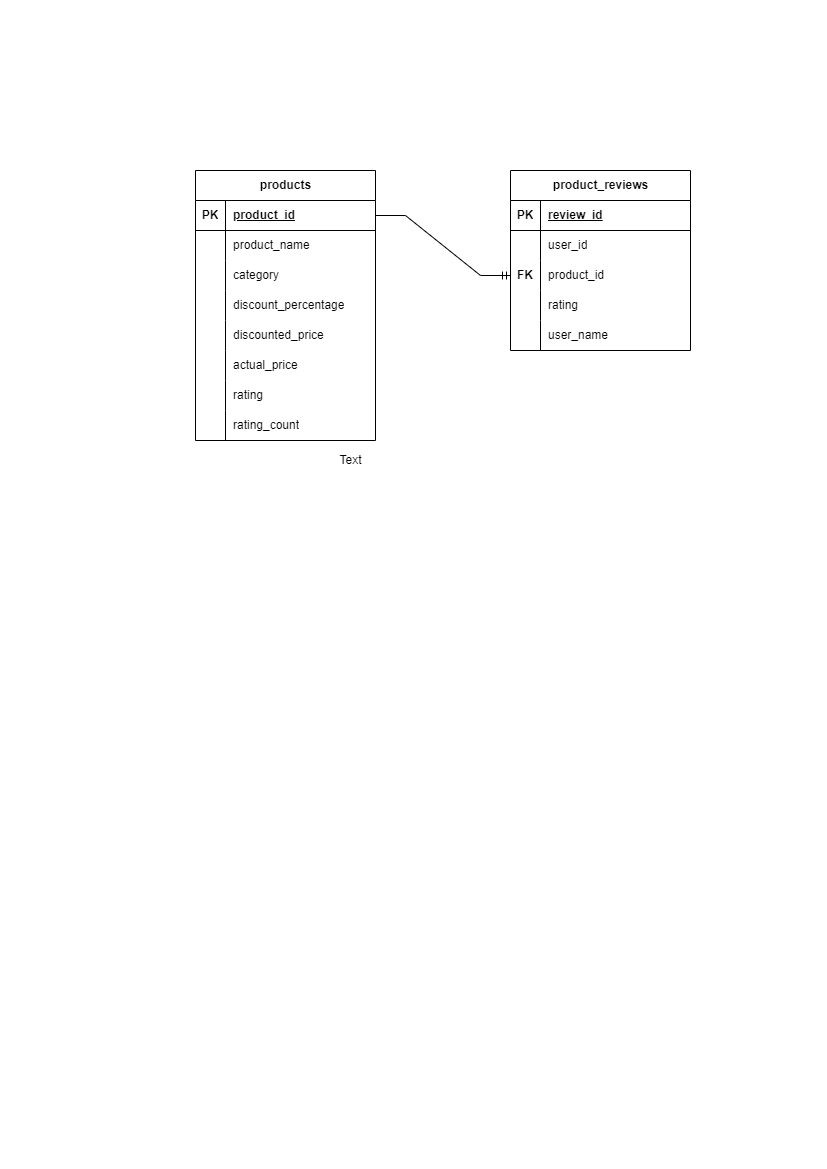 products
PK product_id
product_name
category
discount_percentage
discounted_price
actual_price
rating
rating_count
Text
product_reviews
PK review_id
user_id
FK product_id
rating
user_name